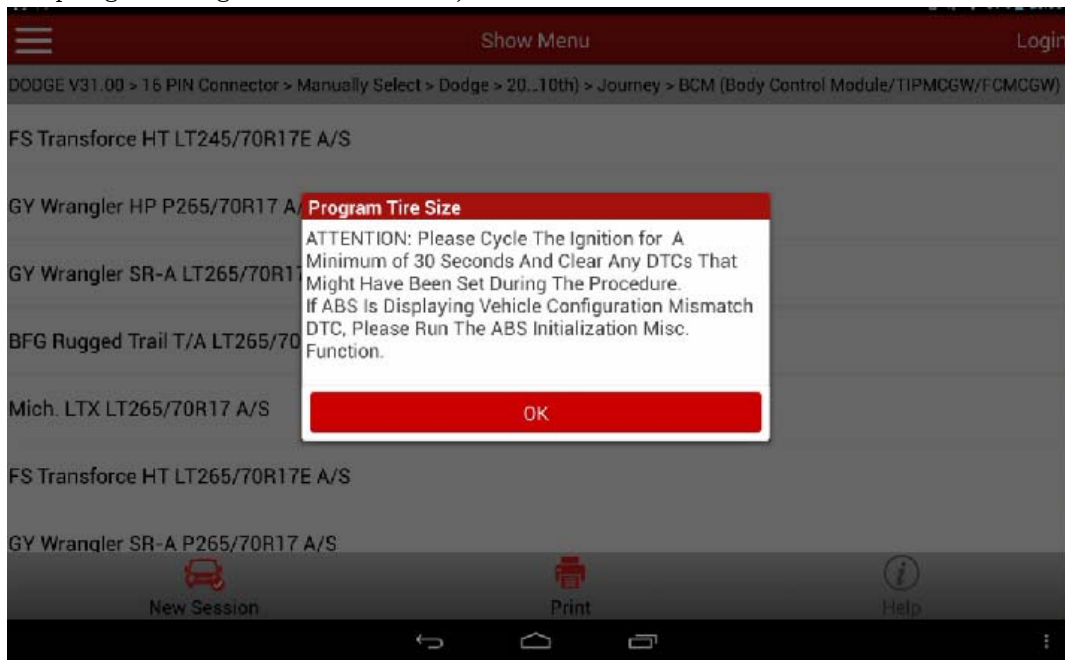 Show Menu
Login
DODGE V31.00 > 16 PIN Connector > Manually Select > Dodge > 20...10th) > Journey > BCM (Body Control Module/TIPMCGW/FCMCGW)
FS Transforce HT LT245/70R17E A/S
GY Wrangler HP P265/70R17 A/
Program Tire Size
ATTENTION: Please Cycle The Ignition for A
Minimum of 30 Seconds And Clear Any DTCs That
Might Have Been Set During The Procedure.
If ABS Is Displaying Vehicle Configuration Mismatch
DTC, Please Run The ABS Initialization Misc.
Function.
OK
GY Wrangler SR-A LT265/70R17
BFG Rugged Trail T/A LT265/70
Mich. LTX LT265/70R17 A/S
FS Transforce HT LT265/70R17E A/S
GY Wrangler SR-A P265/70R17 A/S
New Session
Print
Help